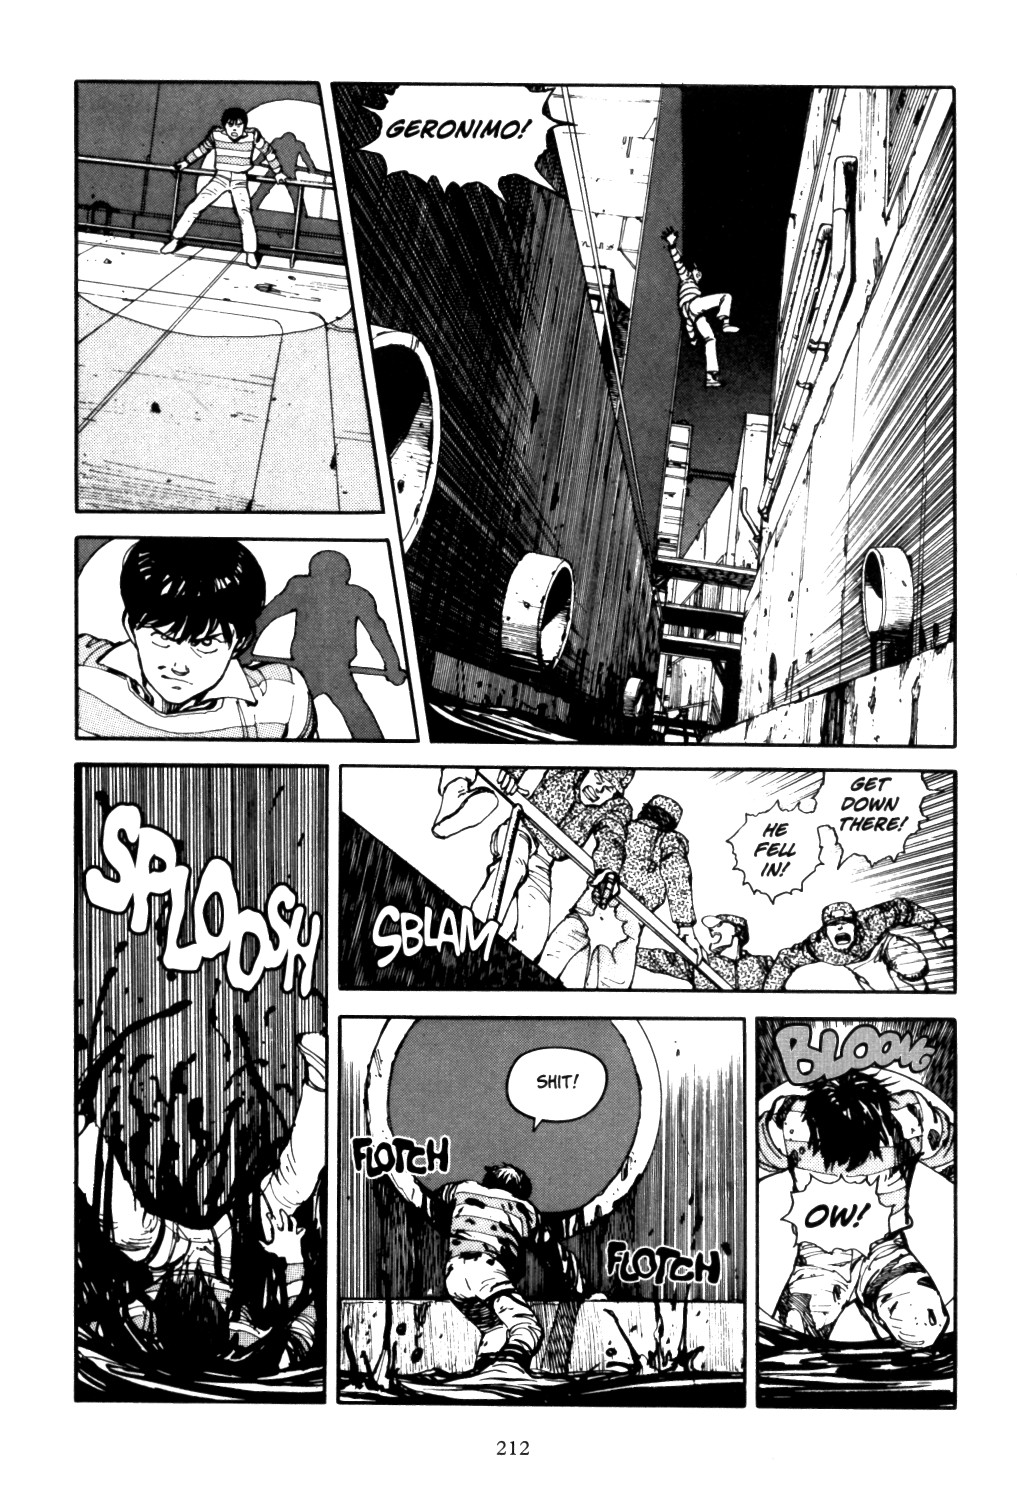 GERONIMO!
SPLOOSH
SBLAM
HE
FELL
IN!
GET
DOWN
THERE!
SHIT!
FLOTCH
FLOTCH
BLOONG
OW!
212